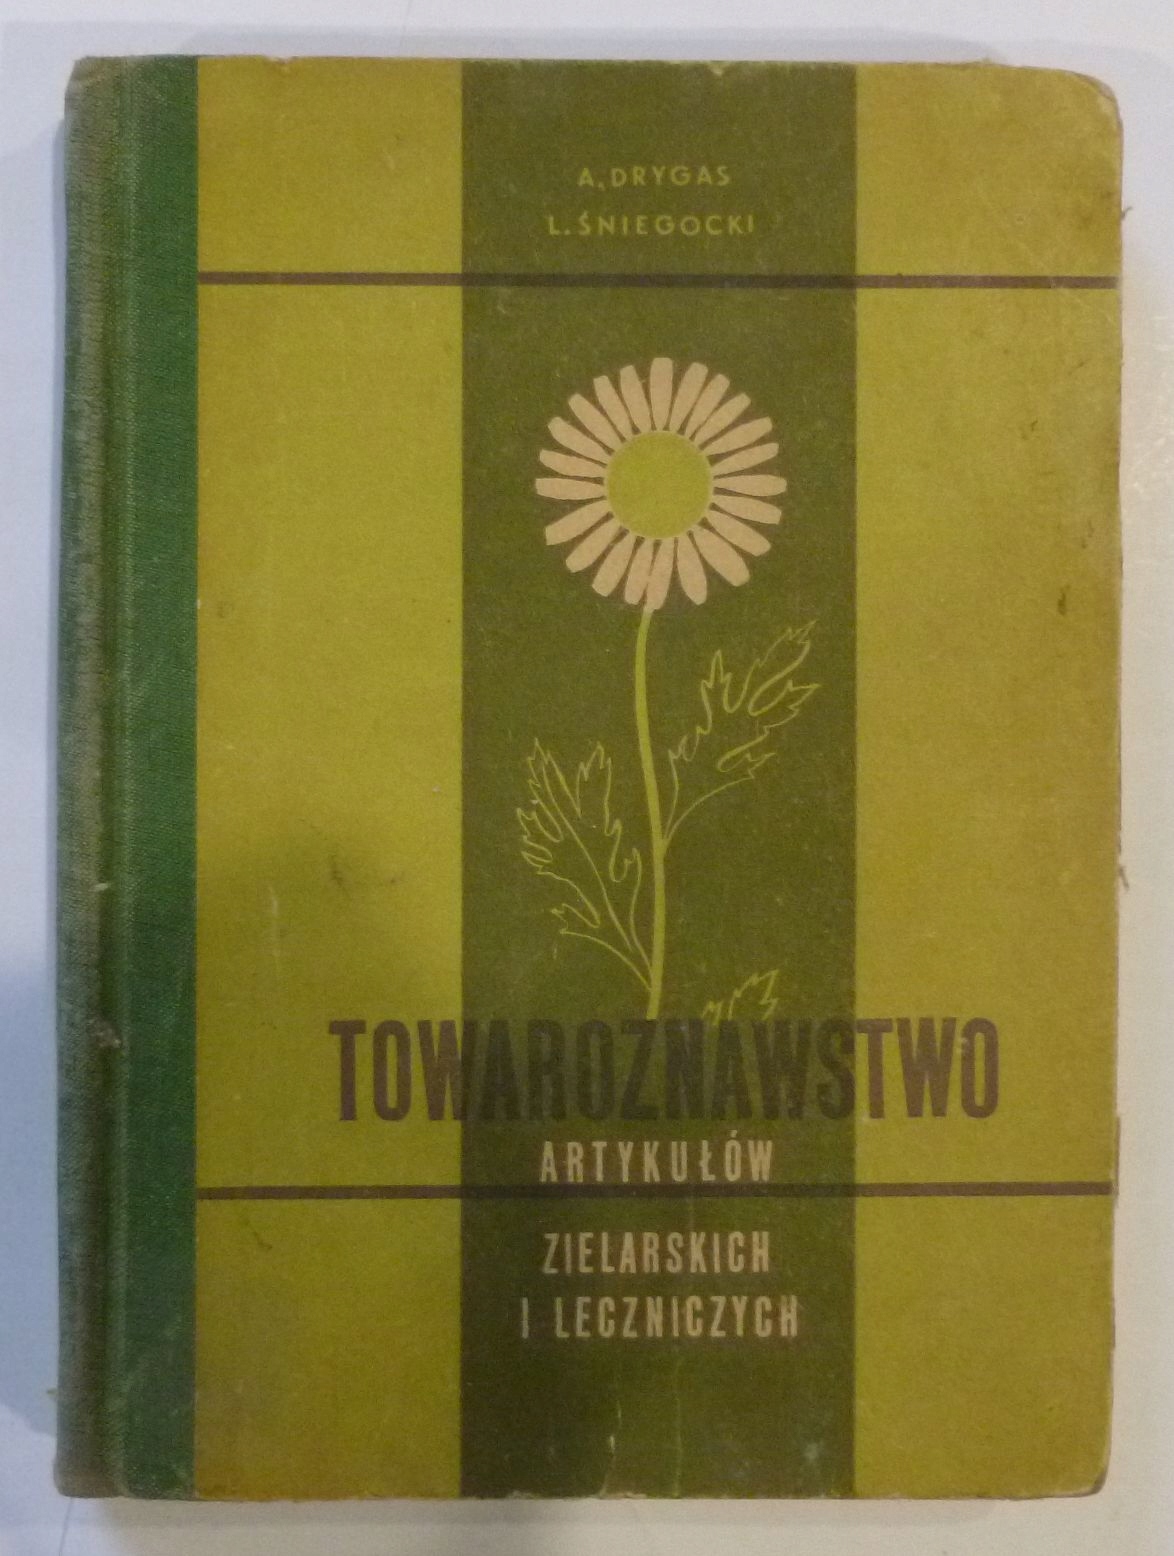 A. DRYGAS
L. ŚNIEGOCKI
TOWAROZNAWSTWO
ARTYKUŁÓW
ZIELARSKICH
I LECZNICZYCH